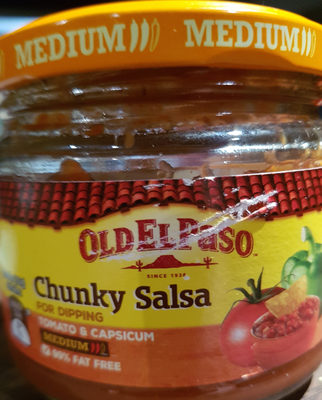 MEDIUM MEDIUM
OLD EL PASO
SINCE 1938
Chunky Salsa
FOR DIPPING
TOMATO & CAPSICUM
MEDIUM
99% FAT FREE